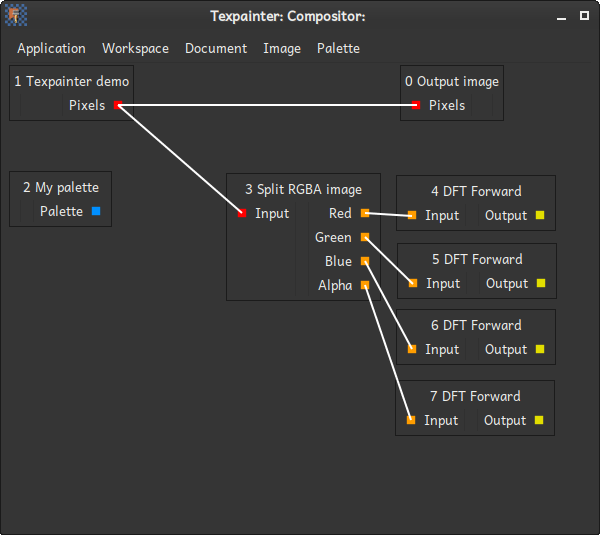 Texpainter: Compositor:
Application Workspace Document Image Palette
1 Texpainter demo
Pixels
0 Output image
Pixels
2 My palette
Palette
3 Split RGBA image
Input Red
Green
Blue
Alpha
4 DFT Forward
Input Output
5 DFT Forward
Input Output
6 DFT Forward
Input Output
7 DFT Forward
Input Output